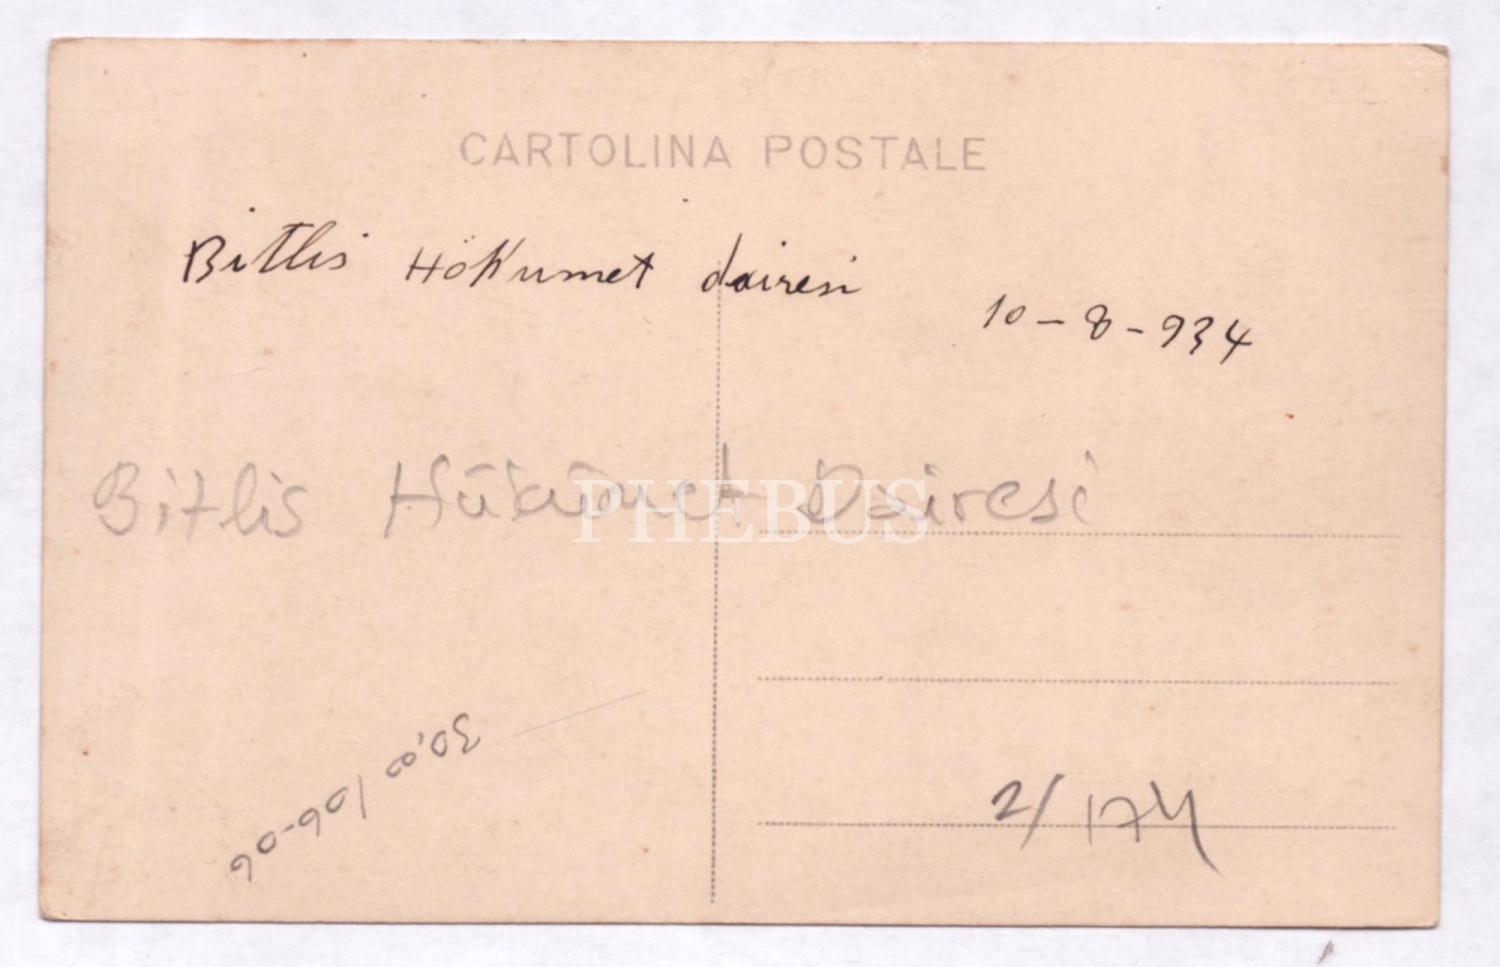 CARTOLINA POSTALE
Bitlis Hökumet dairesi
10-8-934
Bitlis Hükümet Dairesi
PHEBUS
2/174